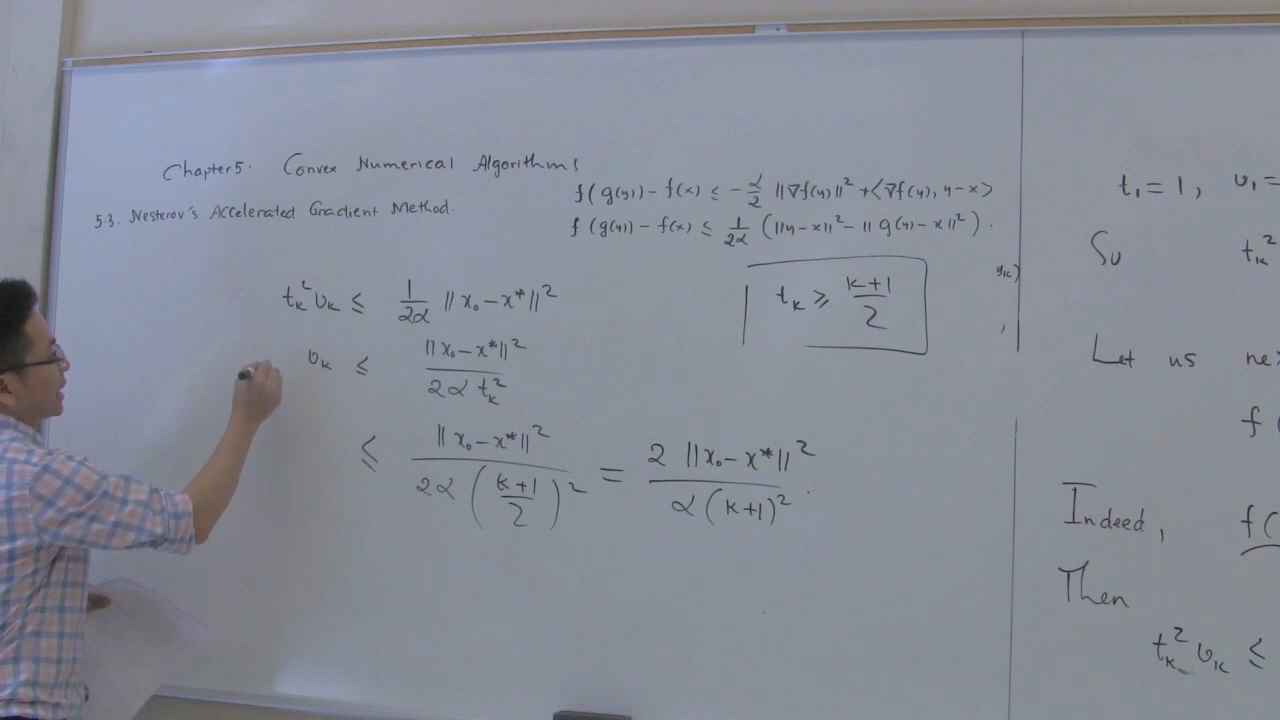 Chapter 5. Convex Numerical Algorithms
5.3. Nesterov's Accelerated Gradient Method.
f(g(y)) - f(x) ≤ -α/2 ||∇f(y)||² + <∇f(y), y-x>
f(g(y)) - f(x) ≤ 1/2α (||y-x||² - ||g(y)-x||²).
t_k² υ_k ≤ 1/2α ||x₀ - x*||²
t_k ≥ (k+1)/2
υ_k ≤ ||x₀ - x*||² / 2α t_k²
≤ ||x₀ - x*||² / 2α((k+1)/2)² = 2||x₀ - x*||² / α(k+1)².
y_k)
,
t₁ = 1, υ₁ =
So t_k²
Let us
f(
Indeed, f(
Then
t_k² υ_k ≤